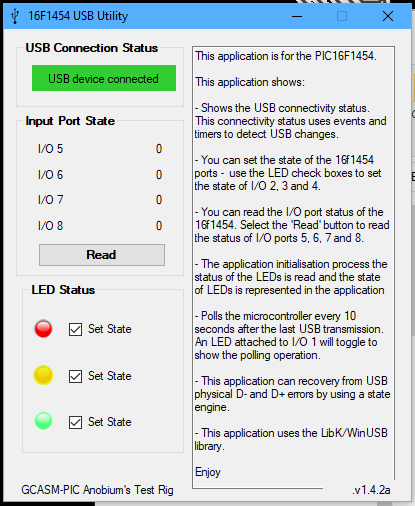 16F1454 USB Utility
USB Connection Status
USB device connected
Input Port State
I/O 5 0
I/O 6 0
I/O 7 0
I/O 8 0
Read
LED Status
Set State
Set State
Set State
GCASM-PIC Anobium's Test Rig
This application is for the PIC16F1454.
This application shows:
- Shows the USB connectivity status.
This connectivity status uses events and
timers to detect USB changes.
- You can set the state of the 16f1454
ports - use the LED check boxes to set
the state of I/O 2, 3 and 4.
- You can read the I/O port status of the
16f1454. Select the 'Read' button to read
the status of I/O ports 5, 6, 7 and 8.
- The application initialisation process the
status of the LEDs is read and the state
of LEDs is represented in the application
- Polls the microcontroller every 10
seconds after the last USB transmission.
An LED attached to I/O 1 will toggle to
show the polling operation.
- This application can recover from USB
physical D- and D+ errors by using a state
engine.
- This application uses the LibK/WinUSB
library.
Enjoy
.v1.4.2a